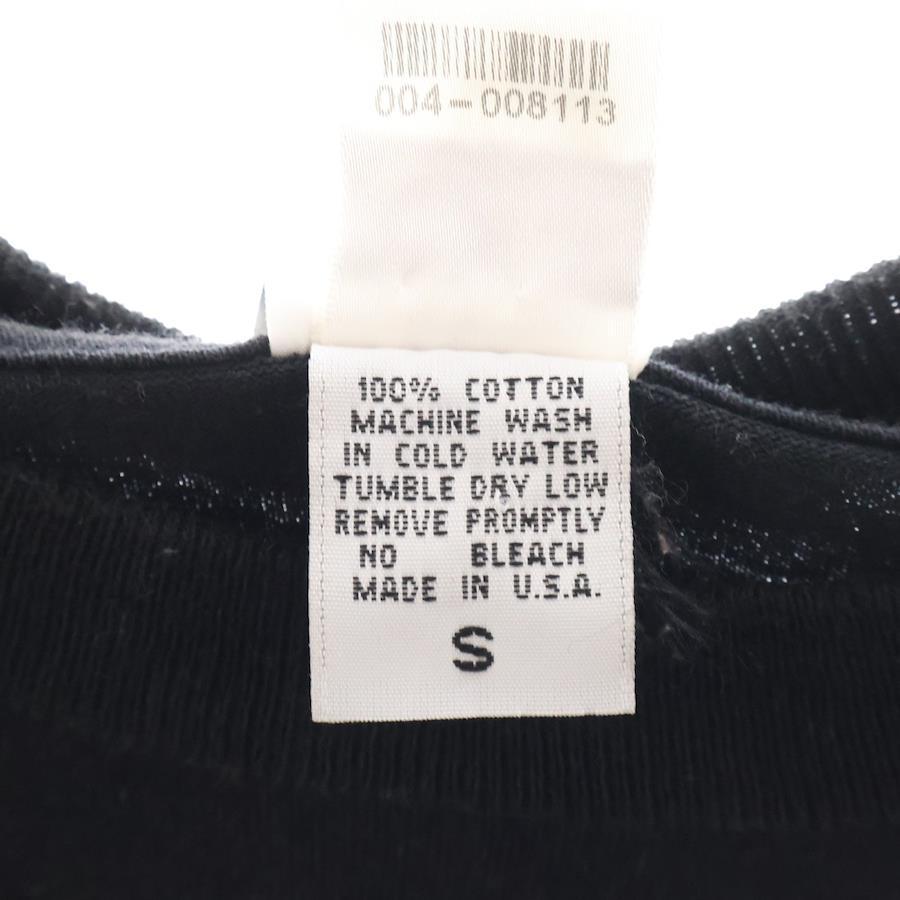 004-008113
100% COTTON
MACHINE WASH
IN COLD WATER
TUMBLE DRY LOW
REMOVE PROMPTLY
NO BLEACH
MADE IN U.S.A.
S